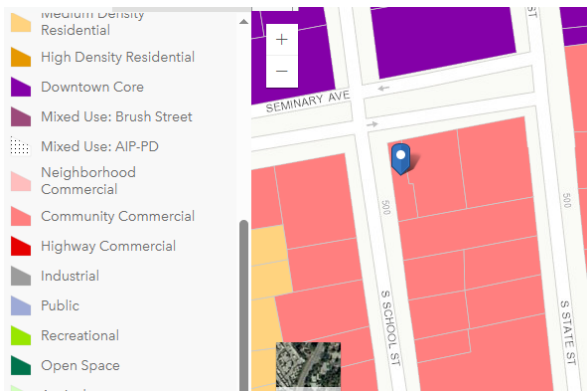 Medium Density
Residential
High Density Residential
Downtown Core
Mixed Use: Brush Street
Mixed Use: AIP-PD
Neighborhood
Commercial
Community Commercial
Highway Commercial
Industrial
Public
Recreational
Open Space
+
−
SEMINARY AVE
ST
500
500
S SCHOOL ST
S STATE ST